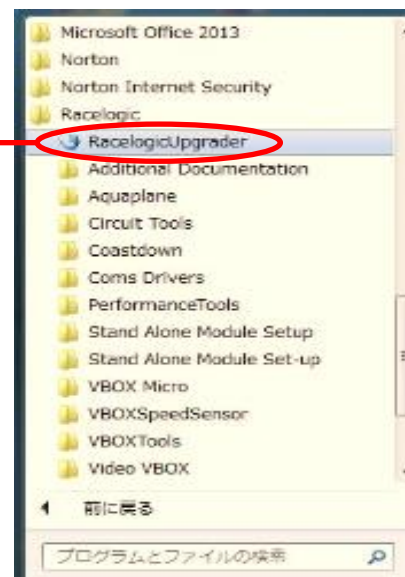 Microsoft Office 2013
Norton
Norton Internet Security
Racelogic
RacelogicUpgrader
Additional Documentation
Aquaplane
Circuit Tools
Coastdown
Coms Drivers
PerformanceTools
Stand Alone Module Setup
Stand Alone Module Set-up
VBOX Micro
VBOXSpeedSensor
VBOXTools
Video VBOX
前に戻る
プログラムとファイルの検索